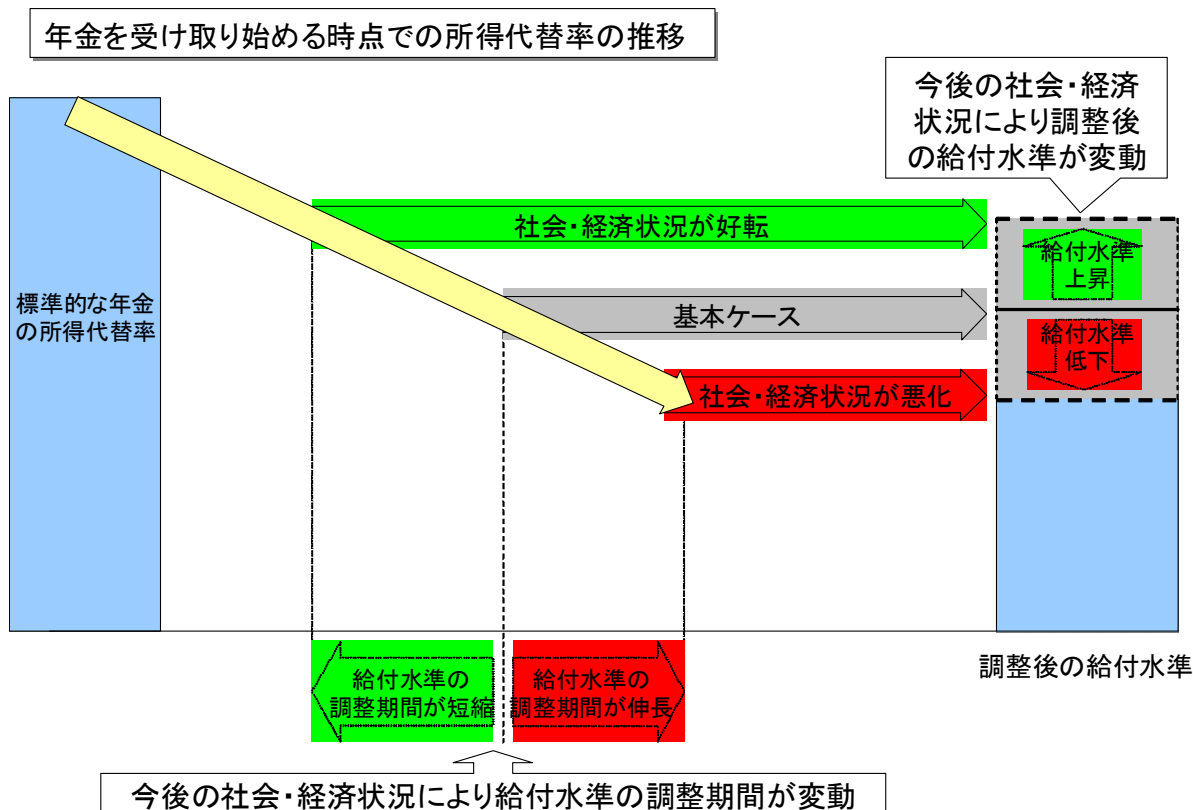 年金を受け取り始める時点での所得代替率の推移
今後の社会・経済
状況により調整後
の給付水準が変動
社会・経済状況が好転
給付水準
上昇
標準的な年金
の所得代替率
基本ケース
給付水準
低下
社会・経済状況が悪化
調整後の給付水準
給付水準の
調整期間が短縮
給付水準の
調整期間が伸長
今後の社会・経済状況により給付水準の調整期間が変動